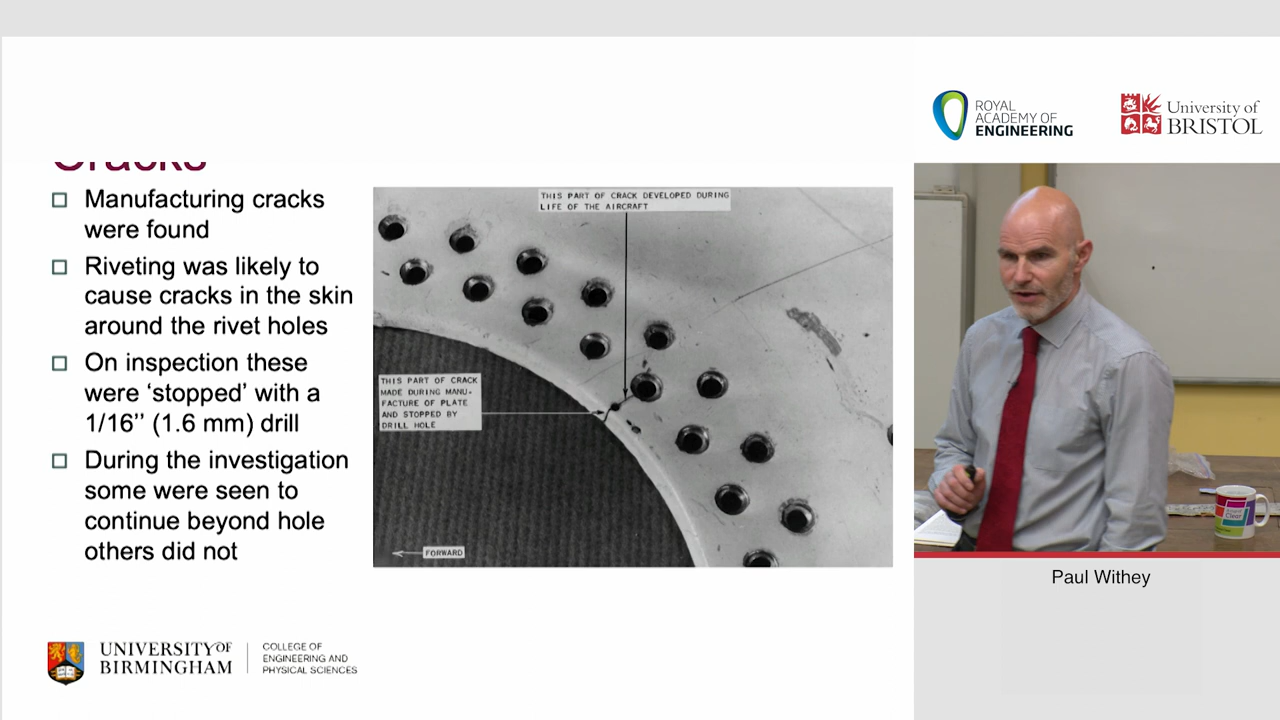 Cracks
Manufacturing cracks
were found
Riveting was likely to
cause cracks in the skin
around the rivet holes
On inspection these
were ‘stopped’ with a
1/16’’ (1.6 mm) drill
During the investigation
some were seen to
continue beyond hole
others did not
THIS PART OF CRACK DEVELOPED DURING
LIFE OF THE AIRCRAFT
THIS PART OF CRACK
MADE DURING MANU-
FACTURE OF PLATE
AND STOPPED BY
DRILL HOLE
FORWARD
UNIVERSITY OF
BIRMINGHAM
COLLEGE OF
ENGINEERING AND
PHYSICAL SCIENCES
ROYAL
ACADEMY OF
ENGINEERING
University of
BRISTOL
Paul Withey